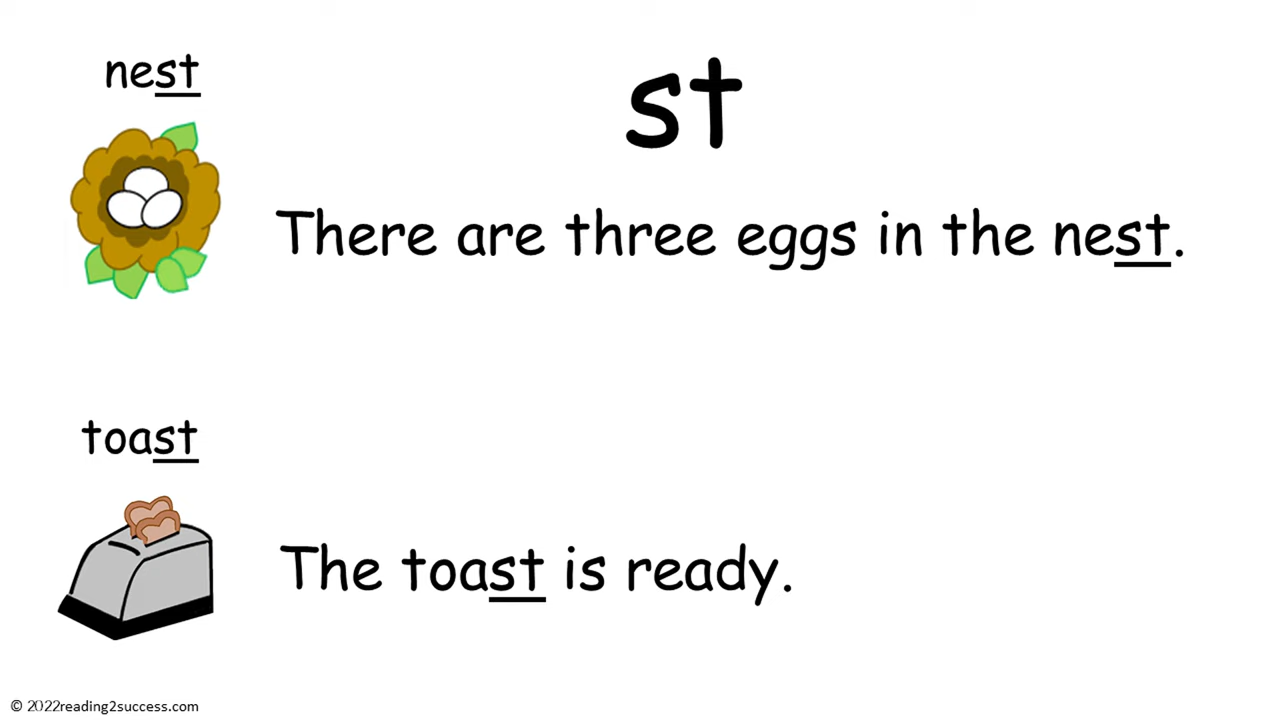 nest
st
There are three eggs in the nest.
toast
The toast is ready.
© 2022reading2success.com